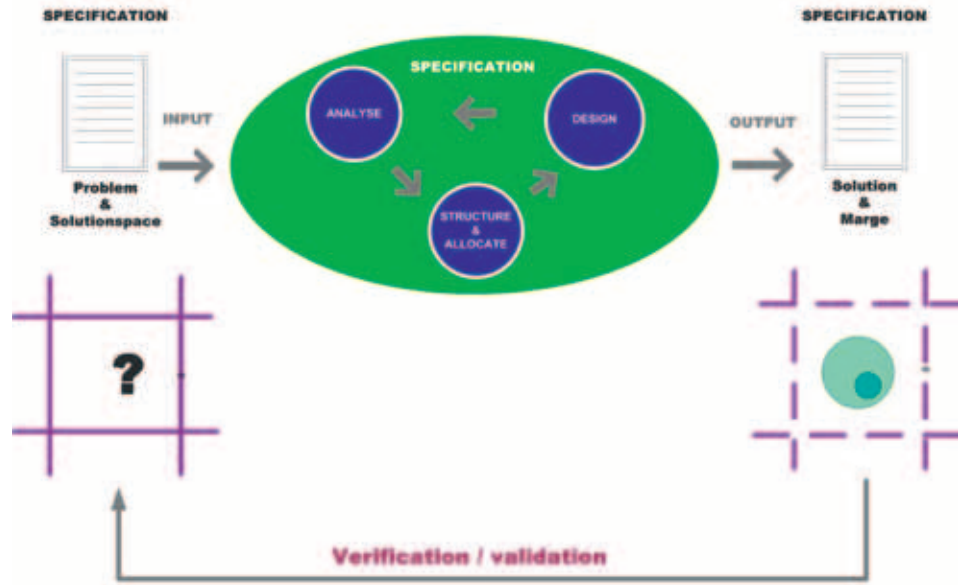 SPECIFICATION
Problem
&
Solutionspace
INPUT
SPECIFICATION
ANALYSE
DESIGN
STRUCTURE
&
ALLOCATE
OUTPUT
SPECIFICATION
Solution
&
Marge
?
Verification / validation